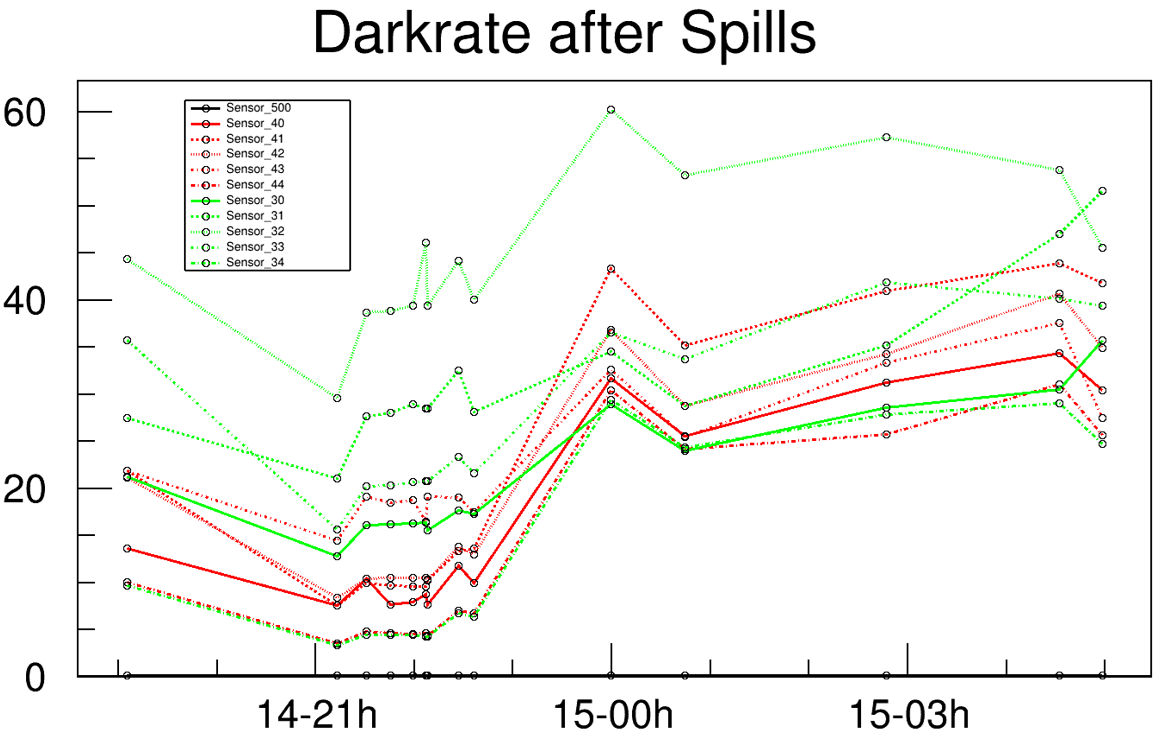 Darkrate after Spills
60
Sensor_500
Sensor_40
Sensor_41
Sensor_42
Sensor_43
Sensor_44
Sensor_30
Sensor_31
Sensor_32
Sensor_33
Sensor_34
40
20
0
14-21h 15-00h 15-03h